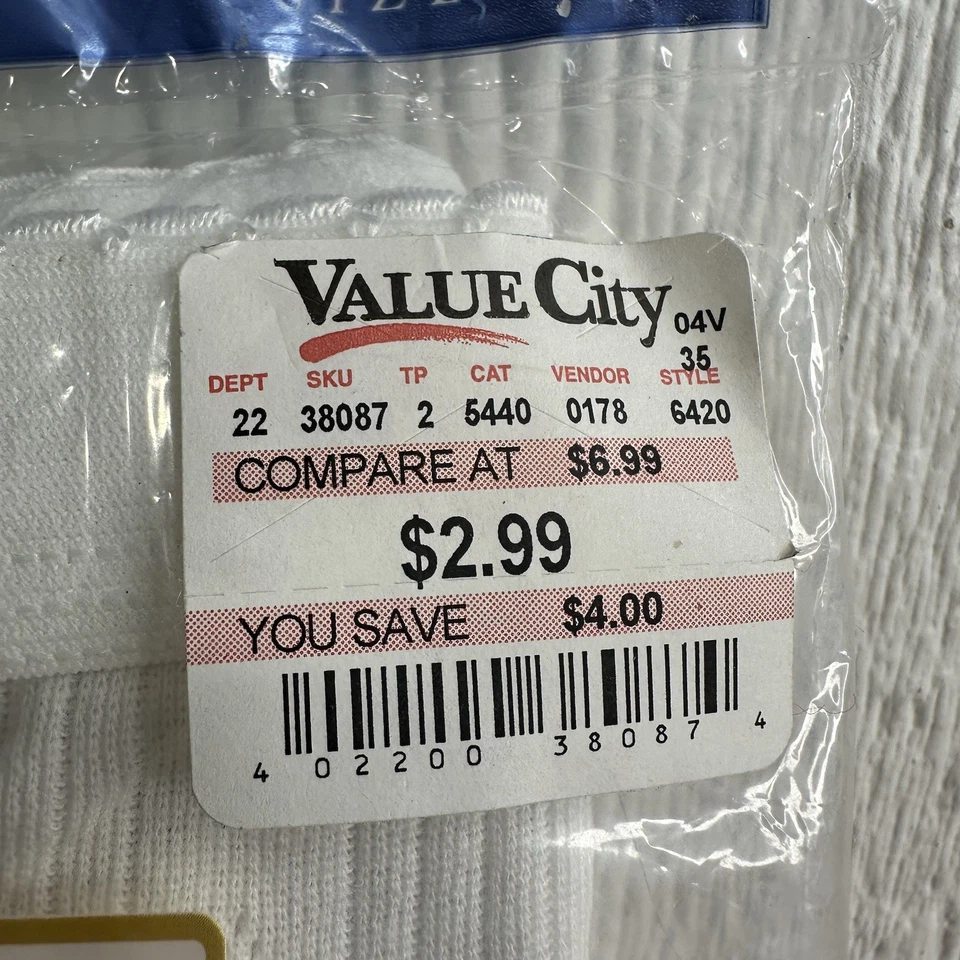 SIZE
VALUE City
04V
35
DEPT SKU TP CAT VENDOR STYLE
22 38087 2 5440 0178 6420
COMPARE AT $6.99
$2.99
YOU SAVE $4.00
4 02200 38087 4